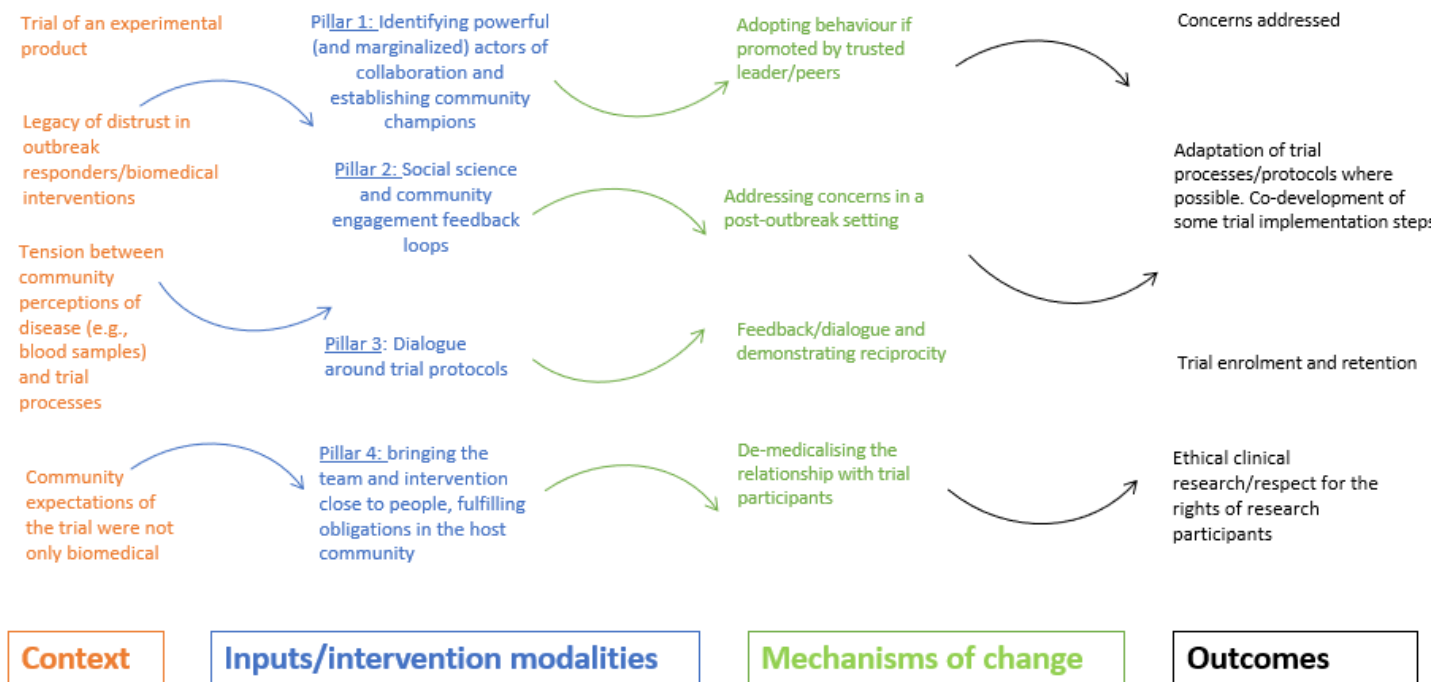 Trial of an experimental
product
Legacy of distrust in
outbreak
responders/biomedical
interventions
Tension between
community
perceptions of
disease (e.g.,
blood samples)
and trial
processes
Community
expectations of
the trial were not
only biomedical
Pillar 1: Identifying powerful
(and marginalized) actors of
collaboration and
establishing community
champions
Pillar 2: Social science
and community
engagement feedback
loops
Pillar 3: Dialogue
around trial protocols
Pillar 4: bringing the
team and intervention
close to people, fulfilling
obligations in the host
community
Adopting behaviour if
promoted by trusted
leader/peers
Addressing concerns in a
post-outbreak setting
Feedback/dialogue and
demonstrating reciprocity
De-medicalising the
relationship with trial
participants
Concerns addressed
Adaptation of trial
processes/protocols where
possible. Co-development of
some trial implementation steps
Trial enrolment and retention
Ethical clinical
research/respect for the
rights of research
participants
Context
Inputs/intervention modalities
Mechanisms of change
Outcomes